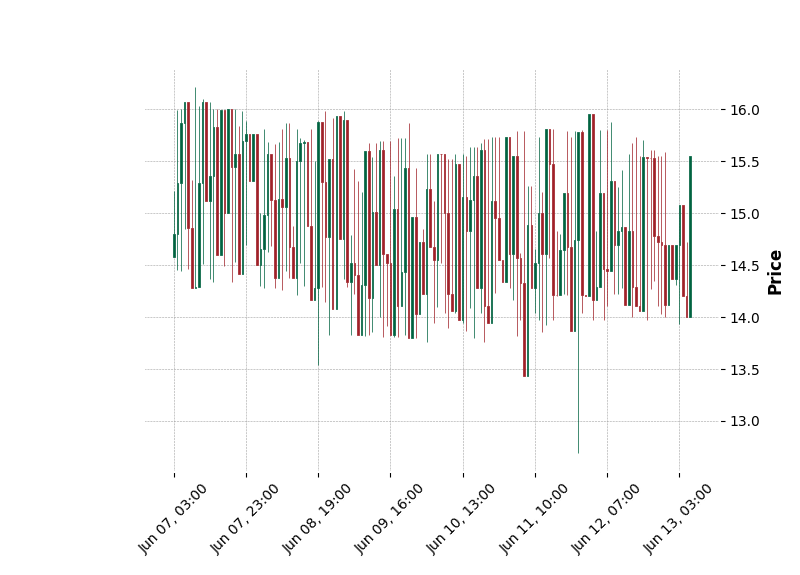 16.0
15.5
15.0
14.5
14.0
13.5
13.0
Price
Jun 07, 03:00
Jun 07, 23:00
Jun 08, 19:00
Jun 09, 16:00
Jun 10, 13:00
Jun 11, 10:00
Jun 12, 07:00
Jun 13, 03:00